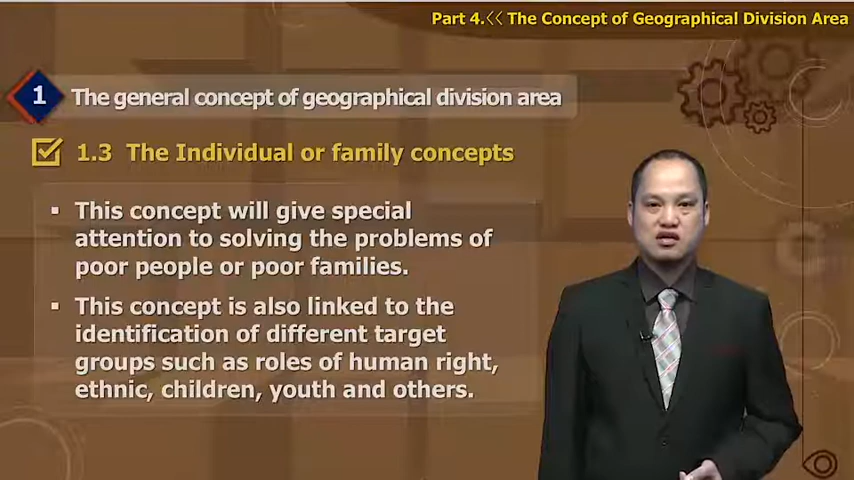 Part 4.〈〈 The Concept of Geographical Division Area
1 The general concept of geographical division area
1.3 The Individual or family concepts
▪ This concept will give special
attention to solving the problems of
poor people or poor families.
▪ This concept is also linked to the
identification of different target
groups such as roles of human right,
ethnic, children, youth and others.